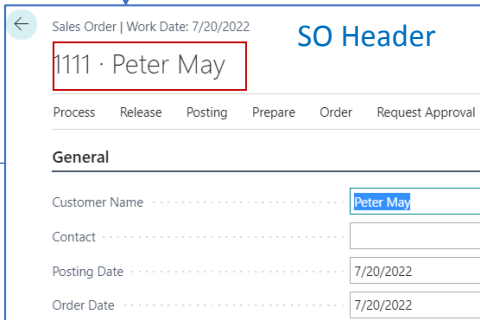 Sales Order | Work Date: 7/20/2022
SO Header
1111 · Peter May
Process Release Posting Prepare Order Request Approval
General
Customer Name Peter May
Contact
Posting Date 7/20/2022
Order Date 7/20/2022